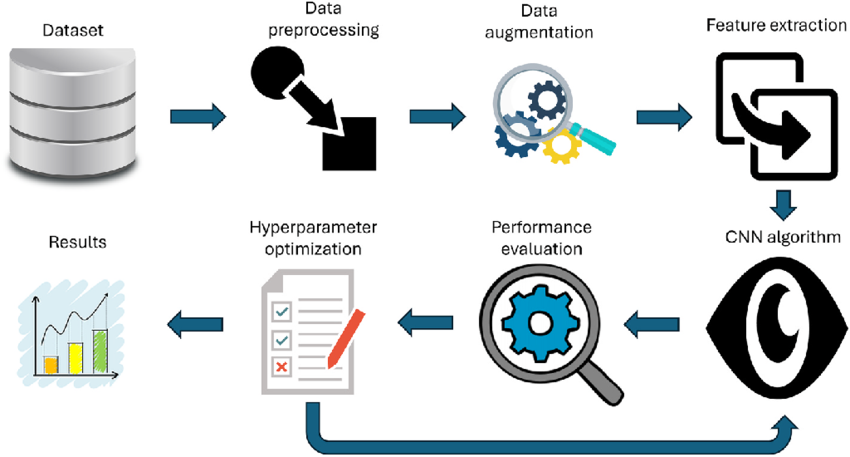 Dataset
Data
preprocessing
Data
augmentation
Feature extraction
Results
Hyperparameter
optimization
Performance
evaluation
CNN algorithm